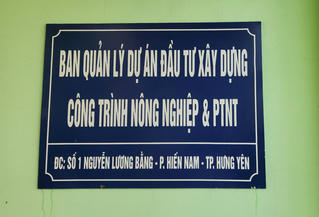 BAN QUẢN LÝ DỰ ÁN ĐẦU TƯ XÂY DỰNG
CÔNG TRÌNH NÔNG NGHIỆP & PTNT
ĐC: SỐ 1 NGUYỄN LƯƠNG BẰNG - P. HIẾN NAM - TP. HƯNG YÊN